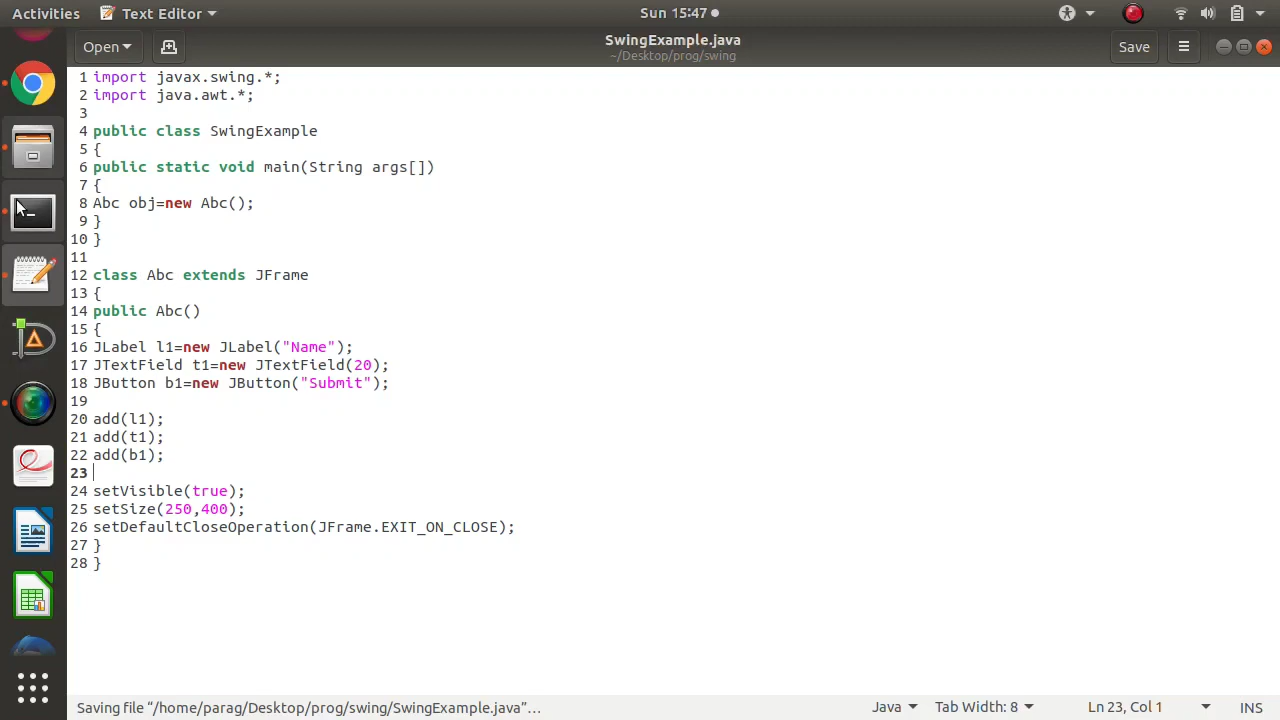 Activities Text Editor Sun 15:47
Open SwingExample.java Save
~/Desktop/prog/swing
1 import javax.swing.*;
2 import java.awt.*;
3
4 public class SwingExample
5 {
6 public static void main(String args[])
7 {
8 Abc obj=new Abc();
9 }
10 }
11
12 class Abc extends JFrame
13 {
14 public Abc()
15 {
16 JLabel l1=new JLabel("Name");
17 JTextField t1=new JTextField(20);
18 JButton b1=new JButton("Submit");
19
20 add(l1);
21 add(t1);
22 add(b1);
23
24 setVisible(true);
25 setSize(250,400);
26 setDefaultCloseOperation(JFrame.EXIT_ON_CLOSE);
27 }
28 }
Saving file “/home/parag/Desktop/prog/swing/SwingExample.java”… Java Tab Width: 8 Ln 23, Col 1 INS